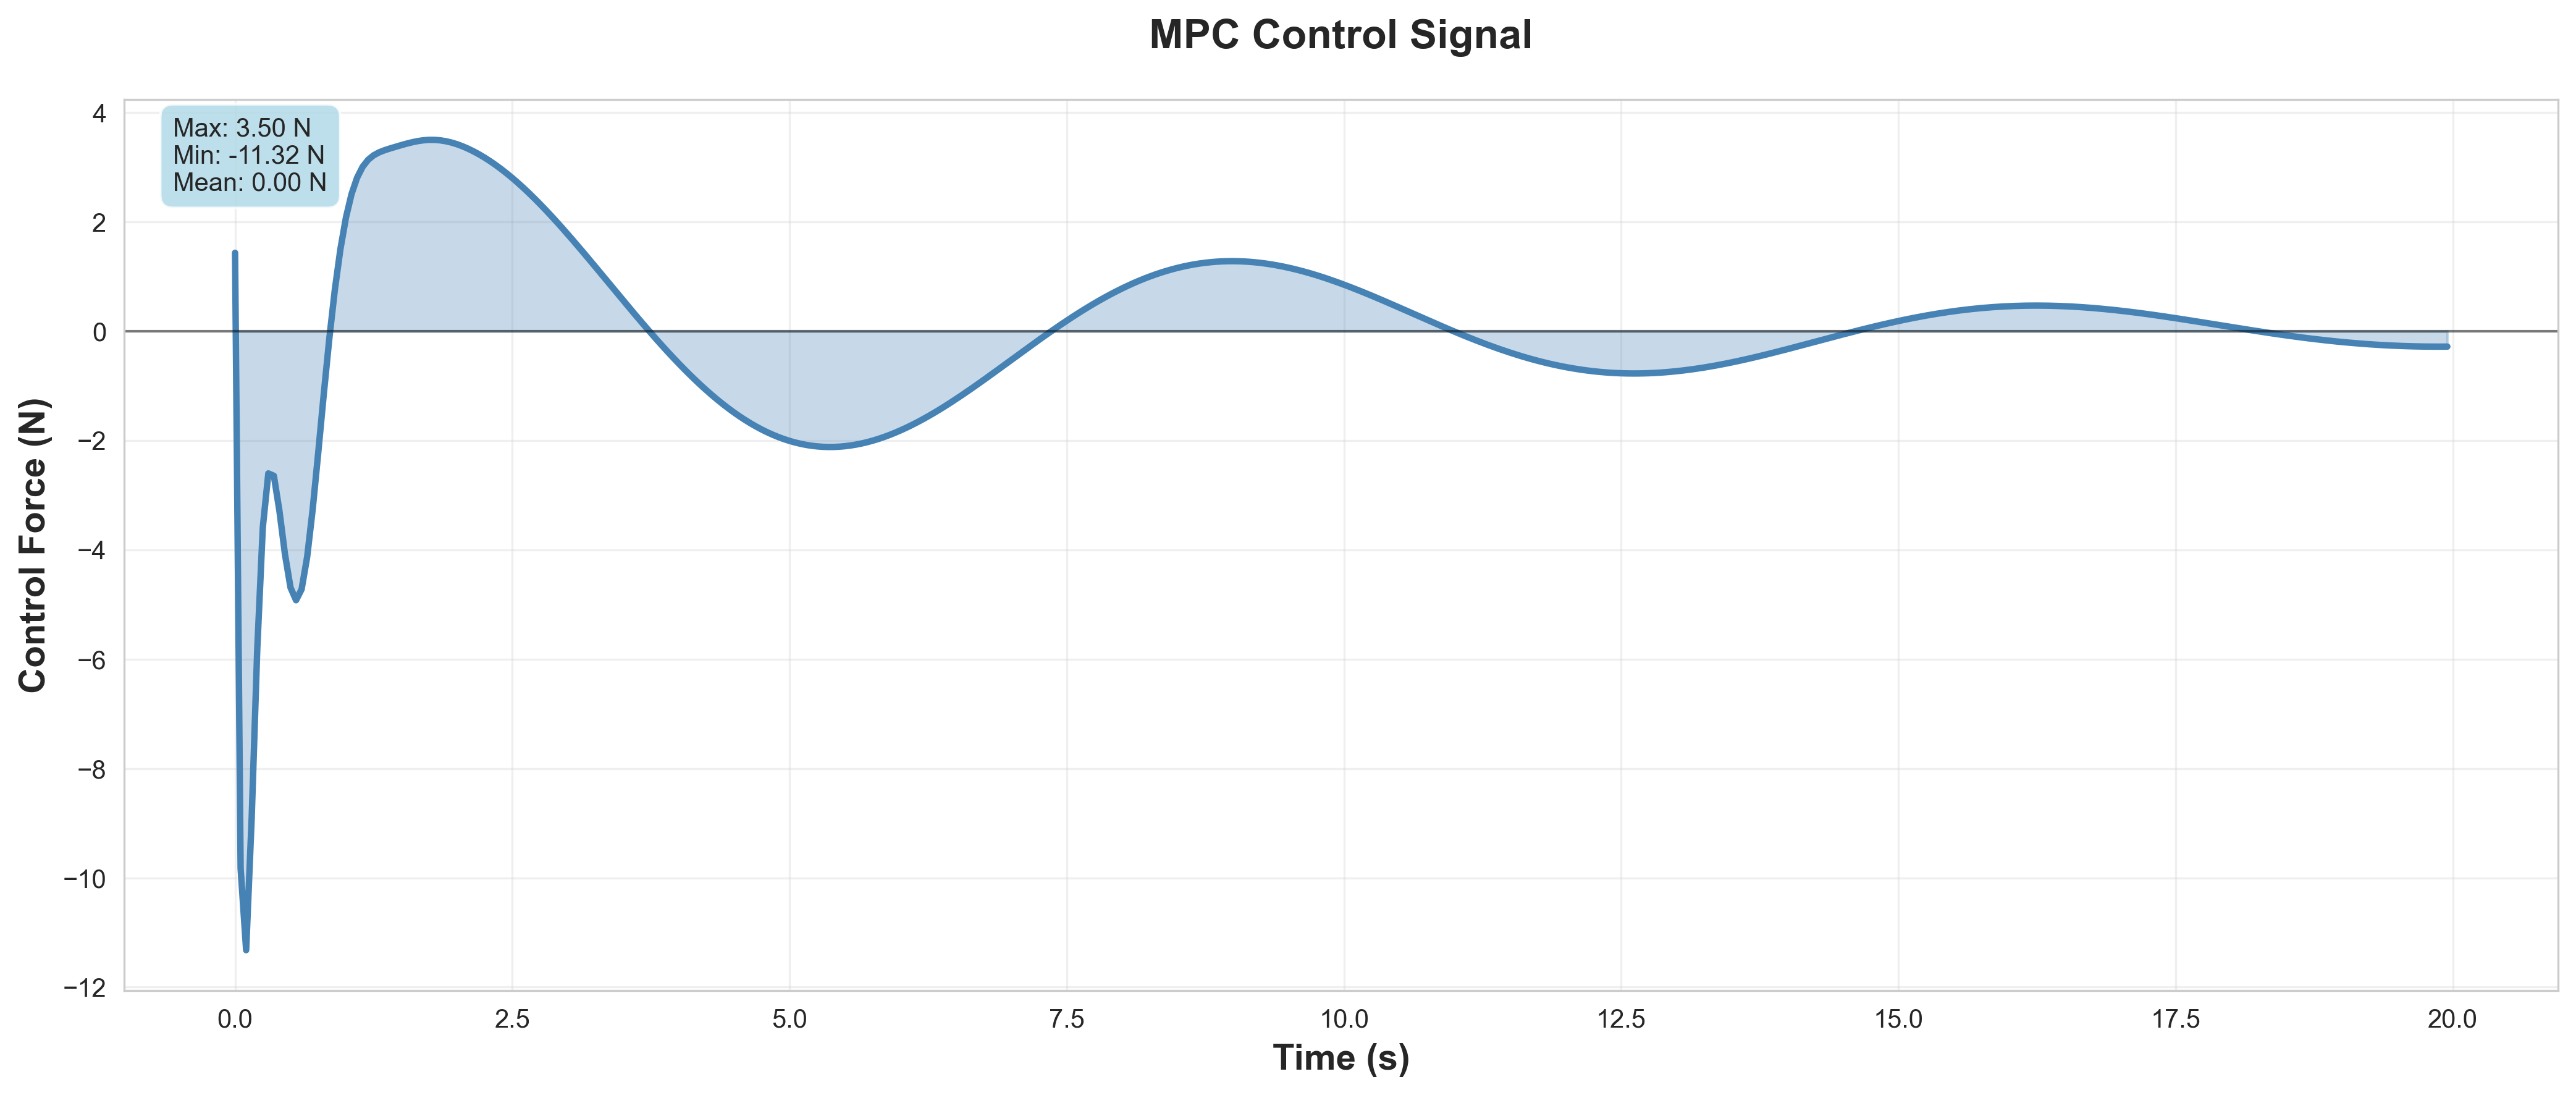 MPC Control Signal
Max: 3.50 N
Min: -11.32 N
Mean: 0.00 N
Control Force (N)
4
2
0
−2
−4
−6
−8
−10
−12
0.0 2.5 5.0 7.5 10.0 12.5 15.0 17.5 20.0
Time (s)